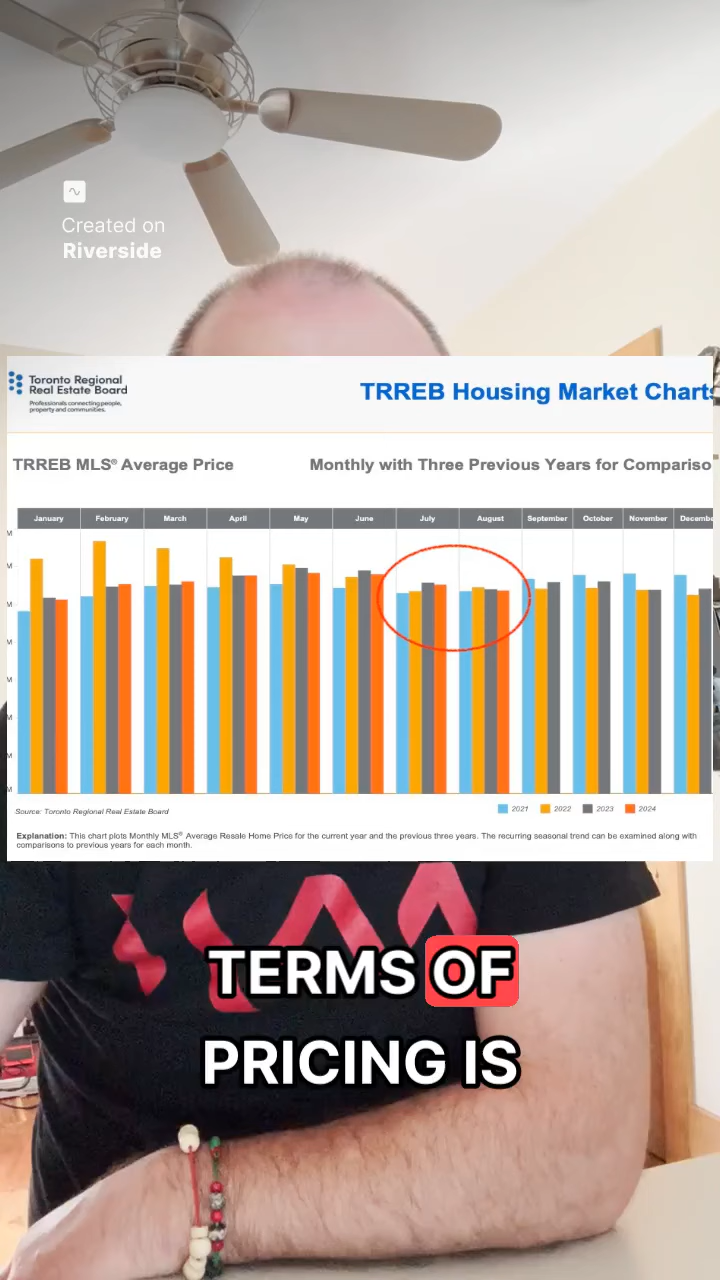 Created on
Riverside
Toronto Regional
Real Estate Board
Professionals connecting people,
property and communities.
TRREB Housing Market Charts
TRREB MLS® Average Price
Monthly with Three Previous Years for Compariso
January February March April May June July August September October November Decembe
M
M
M
M
M
M
M
M
Source: Toronto Regional Real Estate Board
2021 2022 2023 2024
Explanation: This chart plots Monthly MLS® Average Resale Home Price for the current year and the previous three years. The recurring seasonal trend can be examined along with
comparisons to previous years for each month.
TERMS OF
PRICING IS